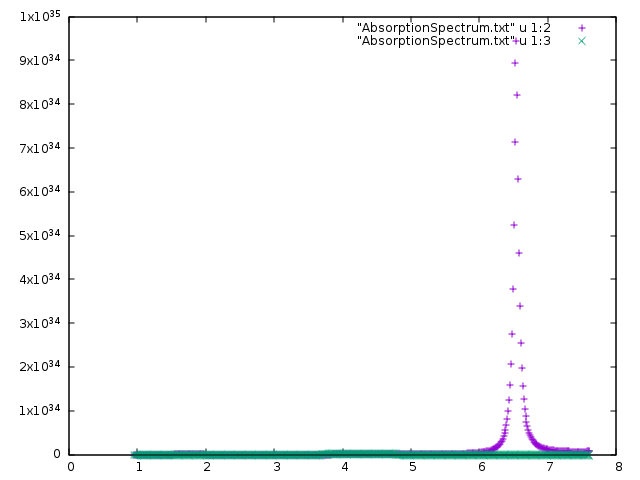 "AbsorptionSpectrum.txt" u 1:2
"AbsorptionSpectrum.txt" u 1:3
1x10^35
9x10^34
8x10^34
7x10^34
6x10^34
5x10^34
4x10^34
3x10^34
2x10^34
1x10^34
0
0 1 2 3 4 5 6 7 8